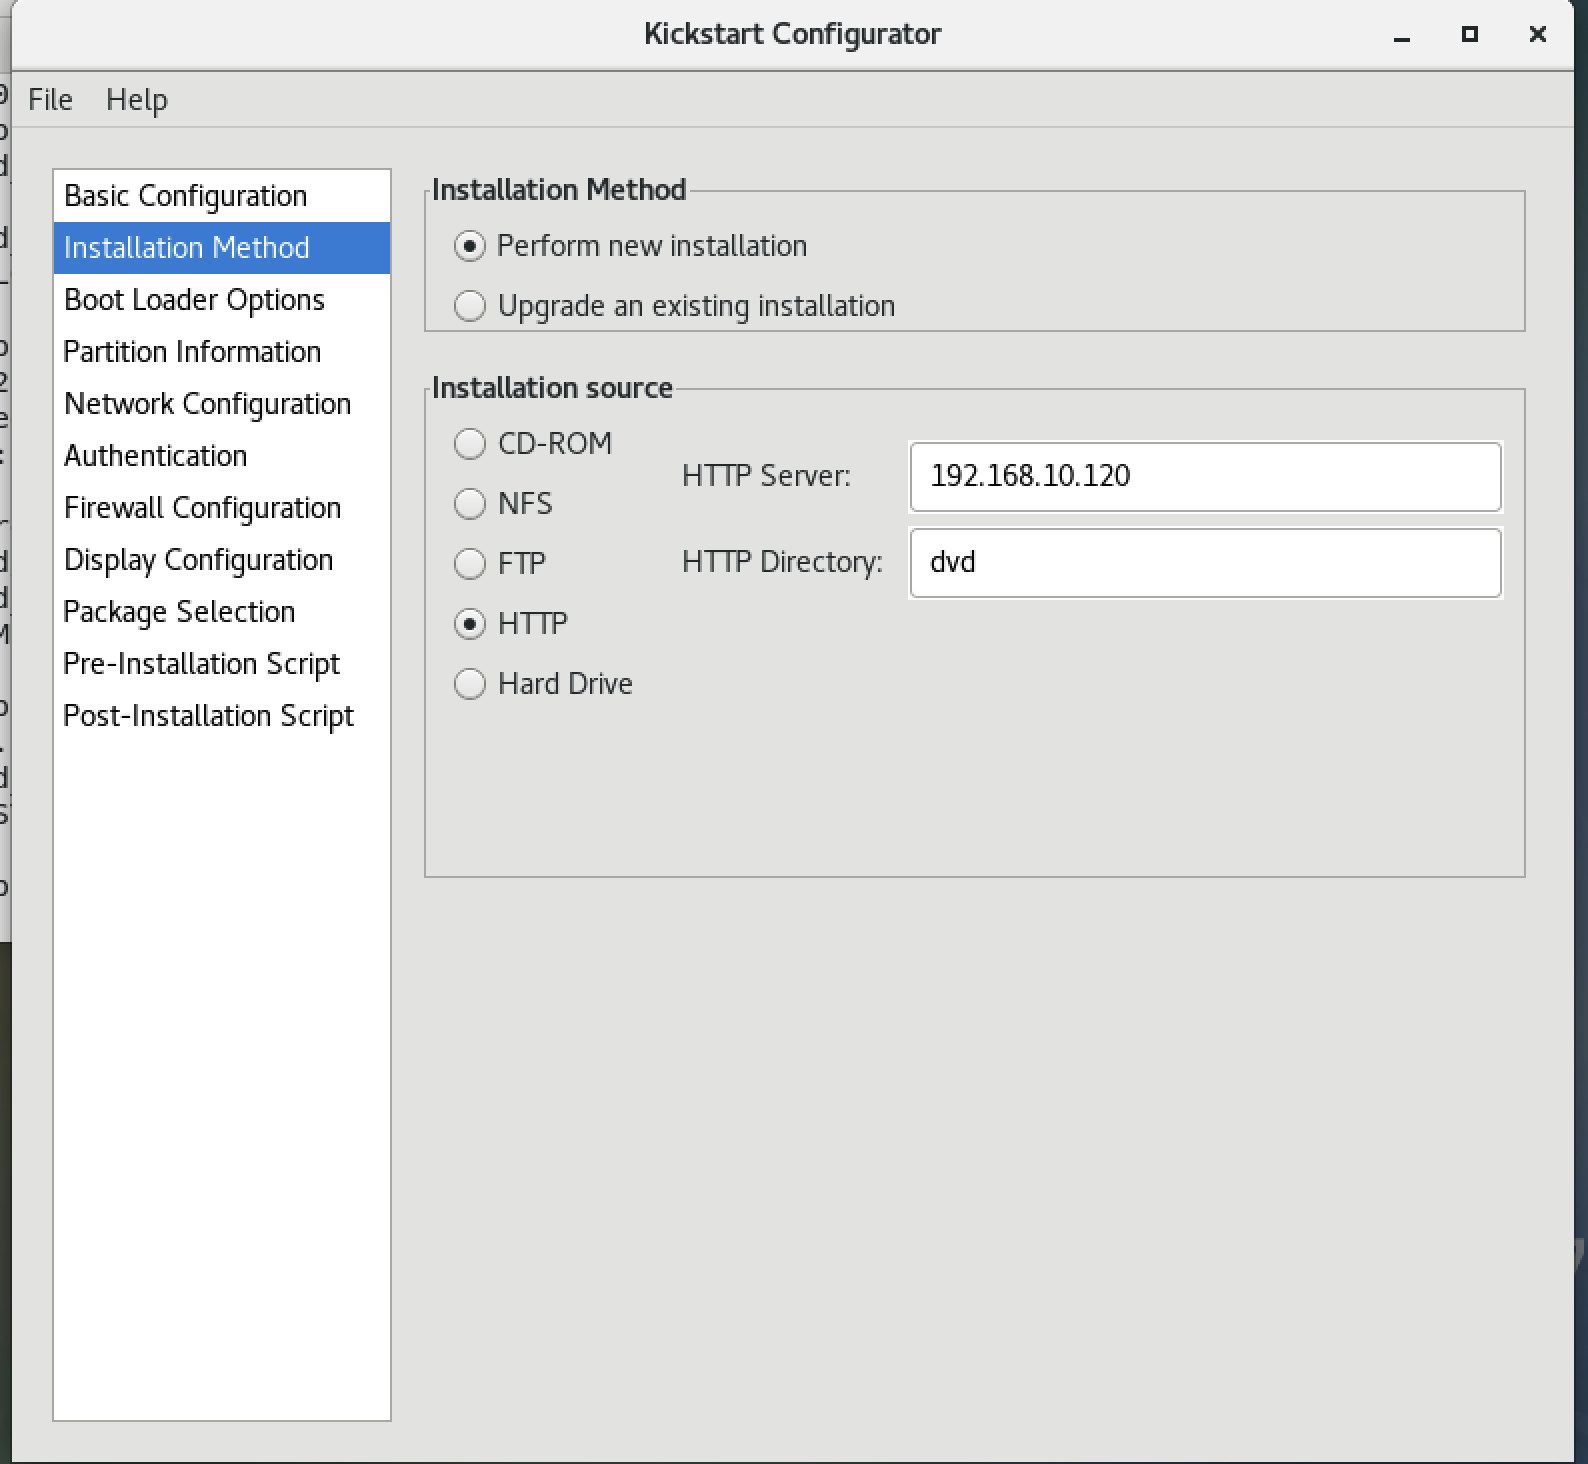 Kickstart Configurator
File Help
Basic Configuration
Installation Method
Boot Loader Options
Partition Information
Network Configuration
Authentication
Firewall Configuration
Display Configuration
Package Selection
Pre-Installation Script
Post-Installation Script
Installation Method
Perform new installation
Upgrade an existing installation
Installation source
CD-ROM
NFS
FTP
HTTP
Hard Drive
HTTP Server: 192.168.10.120
HTTP Directory: dvd